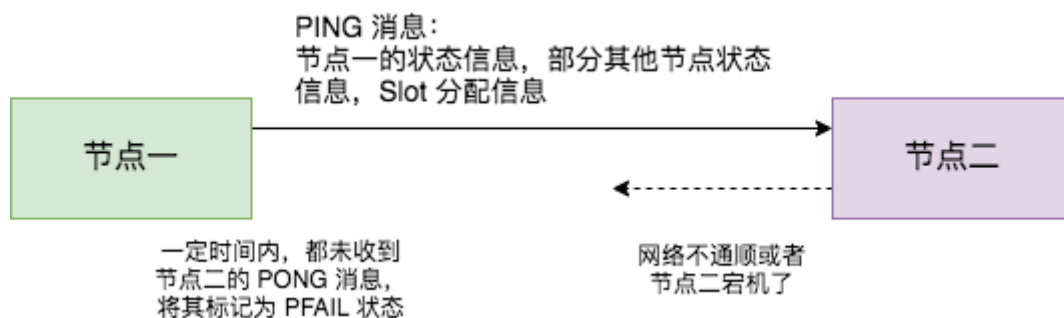 PING 消息：
节点一的状态信息，部分其他节点状态
信息，Slot 分配信息
节点一
节点二
一定时间内，都未收到
节点二的 PONG 消息，
将其标记为 PFAIL 状态
网络不通顺或者
节点二宕机了